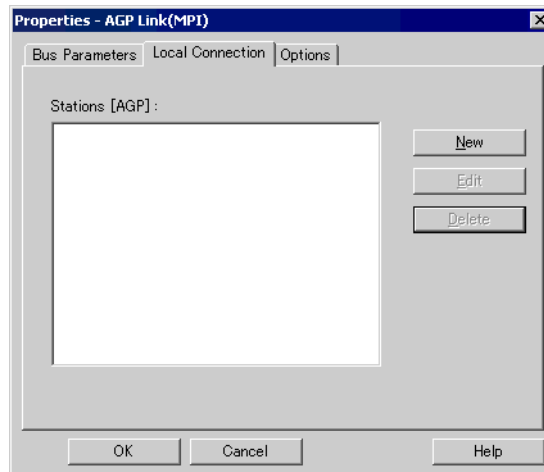 Properties - AGP Link(MPI)
Bus Parameters Local Connection Options
Stations [AGP] :
New
Edit
Delete
OK Cancel Help